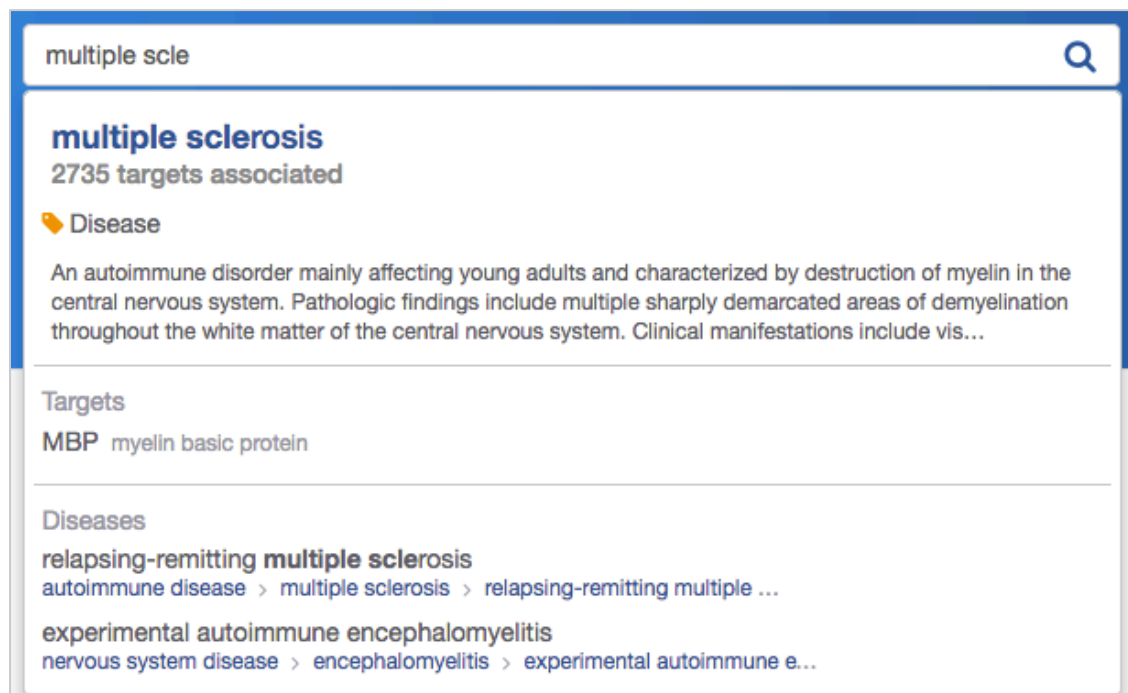 multiple scle
multiple sclerosis
2735 targets associated
Disease
An autoimmune disorder mainly affecting young adults and characterized by destruction of myelin in the
central nervous system. Pathologic findings include multiple sharply demarcated areas of demyelination
throughout the white matter of the central nervous system. Clinical manifestations include vis...
Targets
MBP myelin basic protein
Diseases
relapsing-remitting multiple sclerosis
autoimmune disease > multiple sclerosis > relapsing-remitting multiple ...
experimental autoimmune encephalomyelitis
nervous system disease > encephalomyelitis > experimental autoimmune e...